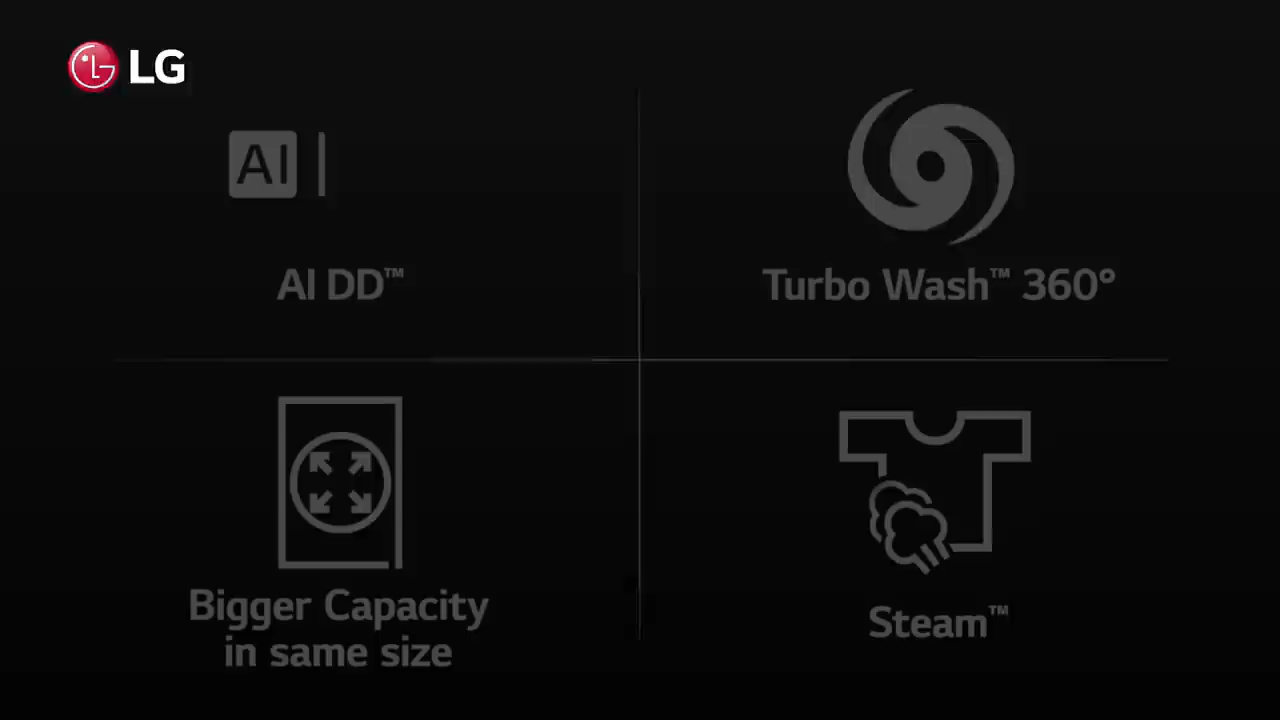 LG
AI
AI DD™
Turbo Wash™ 360°
Bigger Capacity
in same size
Steam™